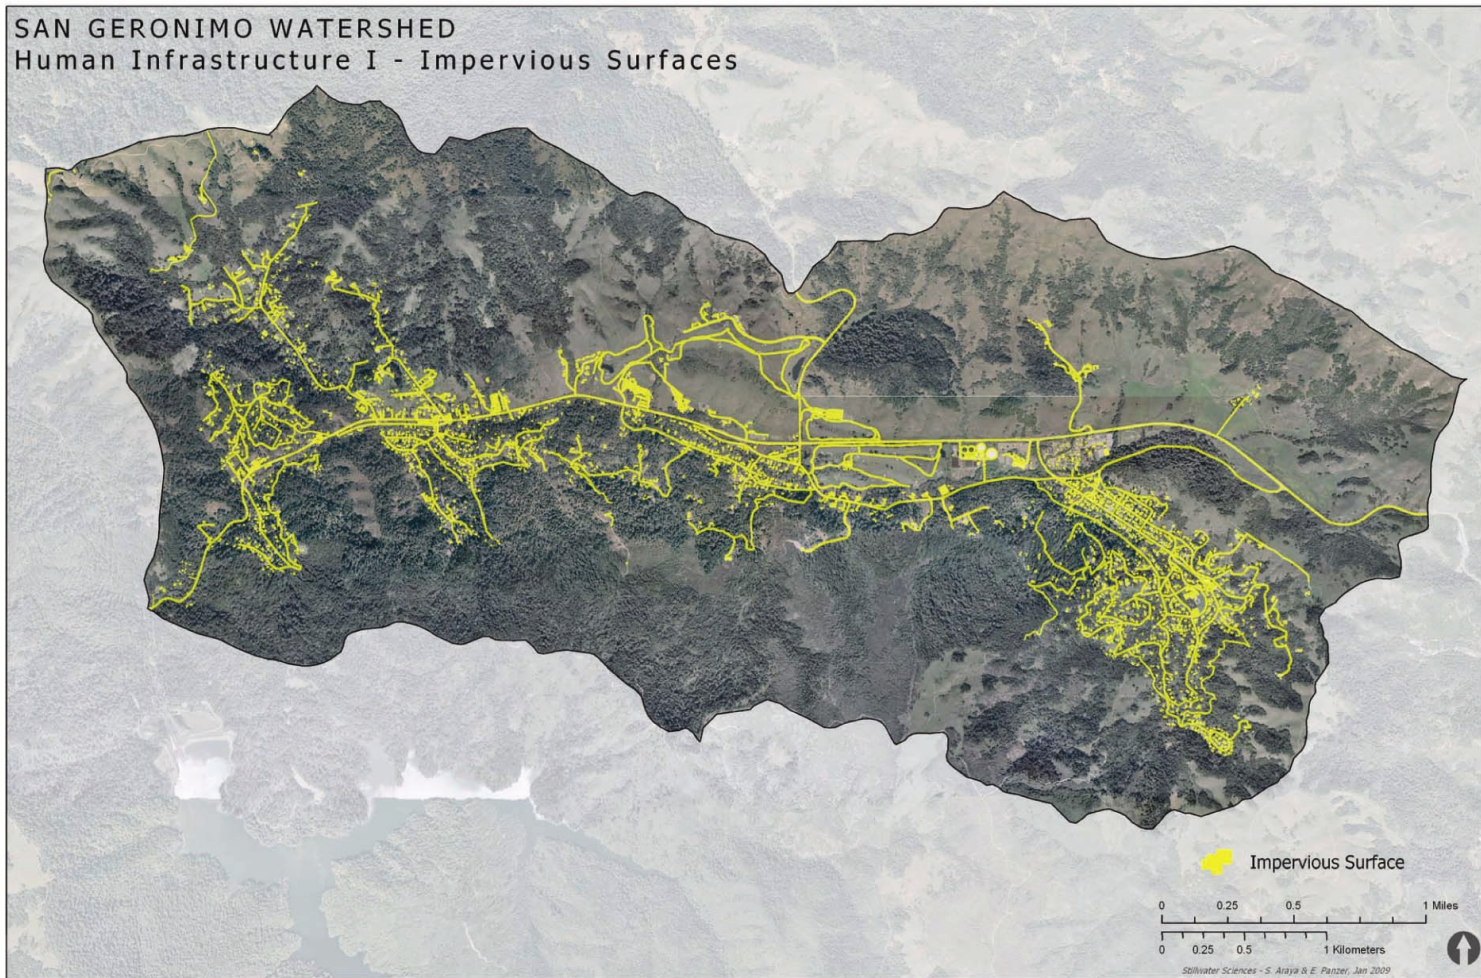 SAN GERONIMO WATERSHED
Human Infrastructure I - Impervious Surfaces
Impervious Surface
0 0.25 0.5 1 Miles
0 0.25 0.5 1 Kilometers
Stillwater Sciences - S. Araya & E. Panzer, Jan 2009